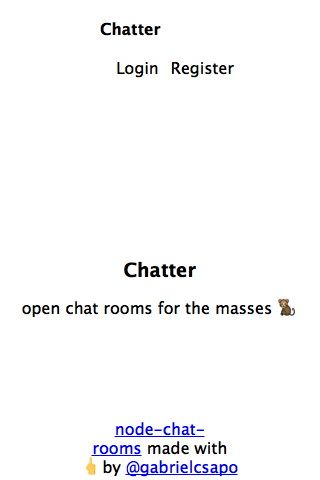 Chatter
Login Register
Chatter
open chat rooms for the masses 🐒
node-chat-
rooms made with
👆 by @gabrielcsapo